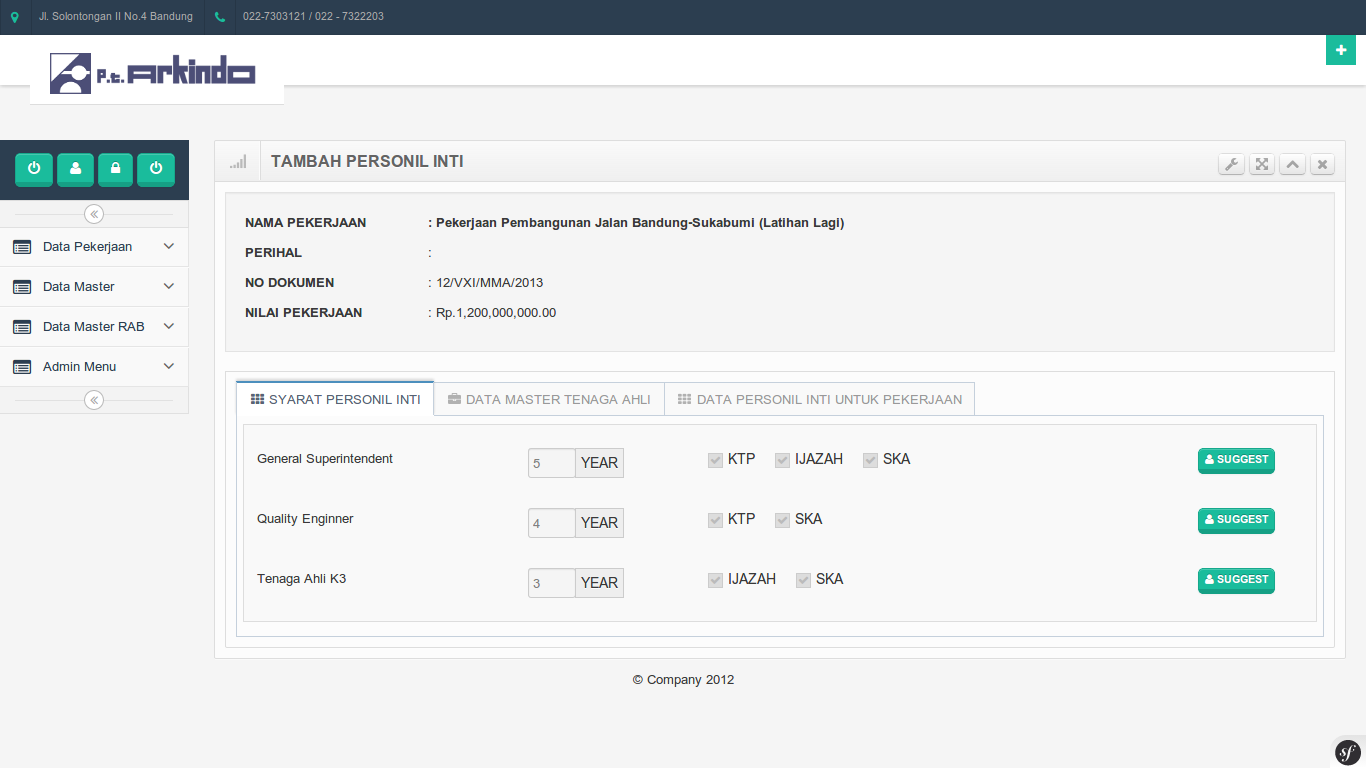 Jl. Solontongan II No.4 Bandung 022-7303121 / 022 - 7322203
P.t. Arkindo
TAMBAH PERSONIL INTI
Data Pekerjaan
Data Master
Data Master RAB
Admin Menu
NAMA PEKERJAAN : Pekerjaan Pembangunan Jalan Bandung-Sukabumi (Latihan Lagi)
PERIHAL :
NO DOKUMEN : 12/VXI/MMA/2013
NILAI PEKERJAAN : Rp.1,200,000,000.00
SYARAT PERSONIL INTI DATA MASTER TENAGA AHLI DATA PERSONIL INTI UNTUK PEKERJAAN
General Superintendent 5 YEAR KTP IJAZAH SKA SUGGEST
Quality Enginner 4 YEAR KTP SKA SUGGEST
Tenaga Ahli K3 3 YEAR IJAZAH SKA SUGGEST
© Company 2012
sf